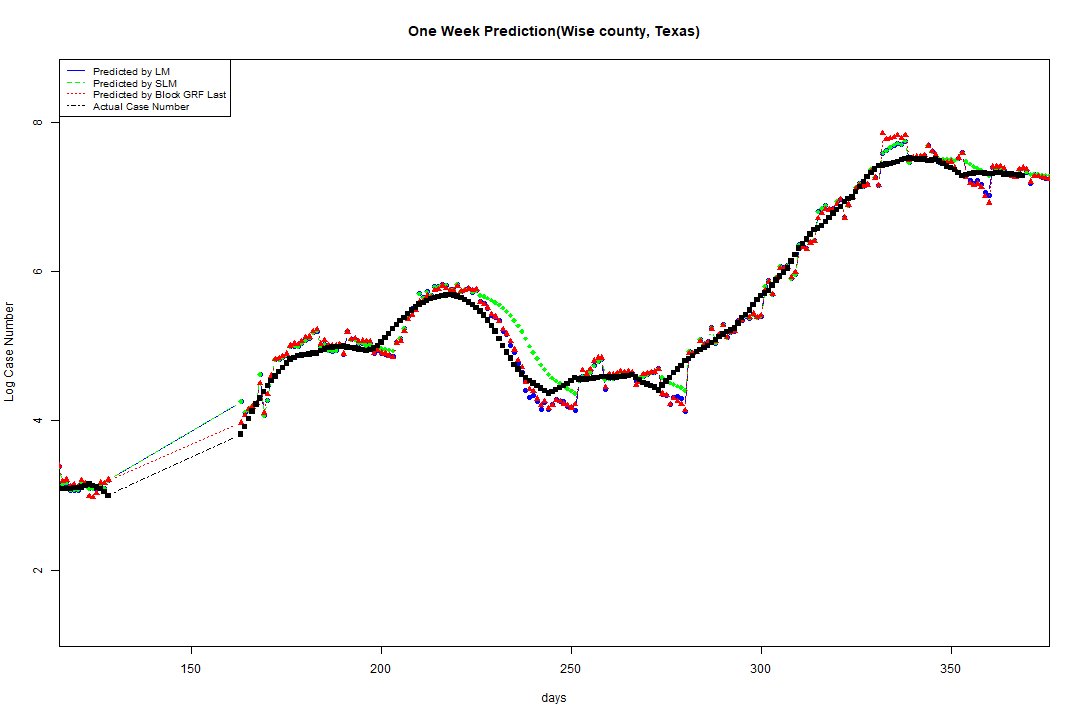 One Week Prediction(Wise county, Texas)
Predicted by LM
Predicted by SLM
Predicted by Block GRF Last
Actual Case Number
8
6
4
2
Log Case Number
150 200 250 300 350
days